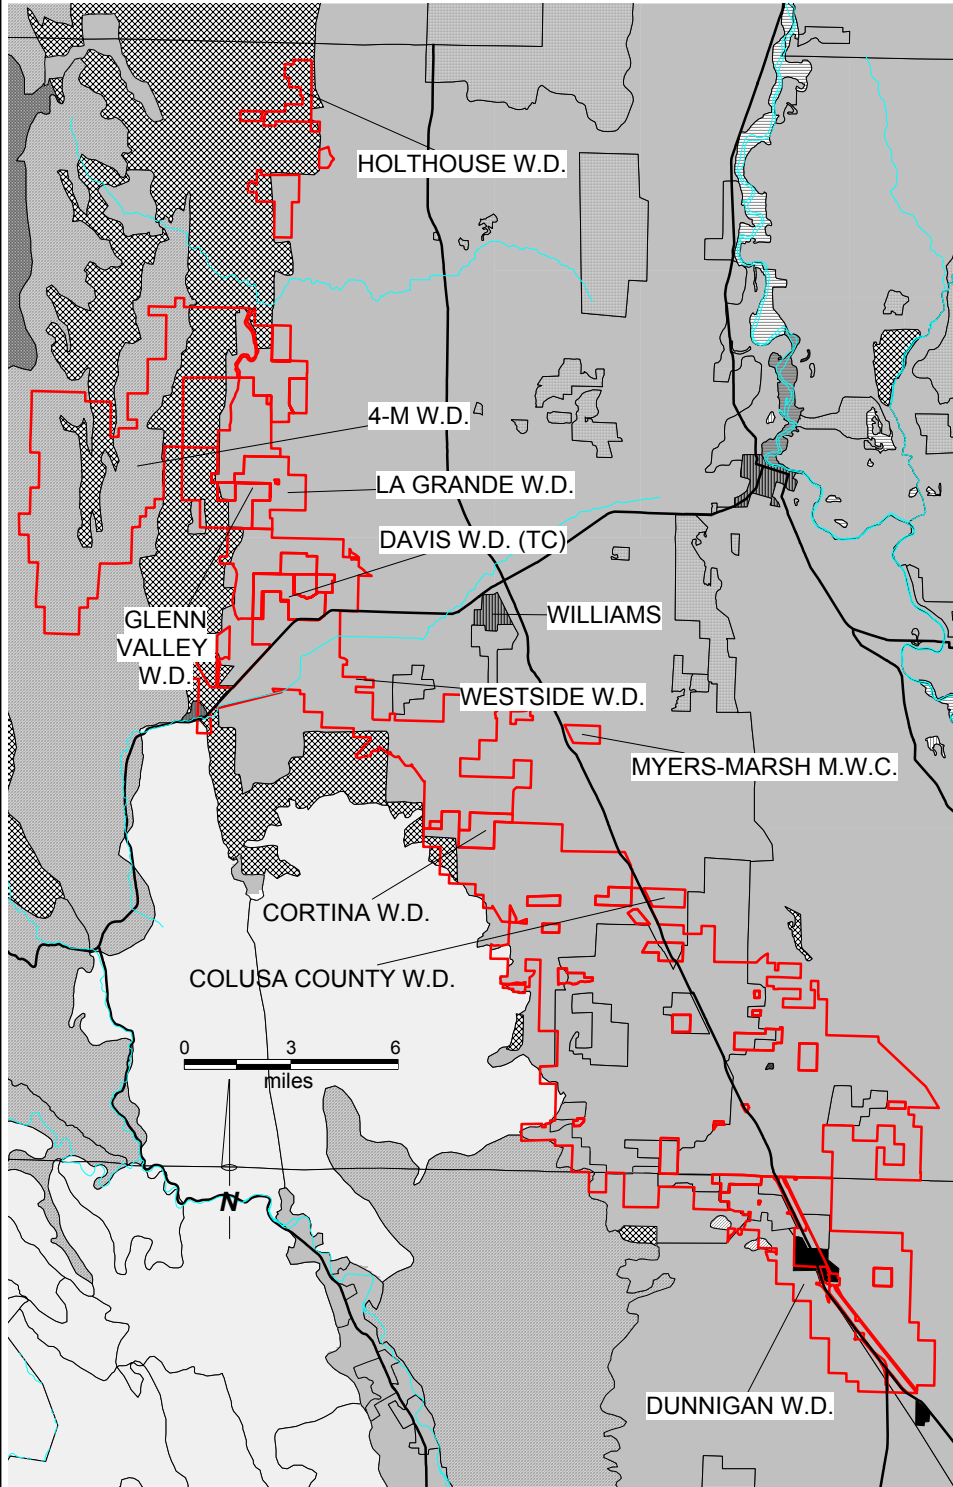 HOLTHOUSE W.D.
4-M W.D.
LA GRANDE W.D.
DAVIS W.D. (TC)
GLENN
VALLEY
W.D.
WILLIAMS
WESTSIDE W.D.
MYERS-MARSH M.W.C.
CORTINA W.D.
COLUSA COUNTY W.D.
0 3 6
miles
N
DUNNIGAN W.D.